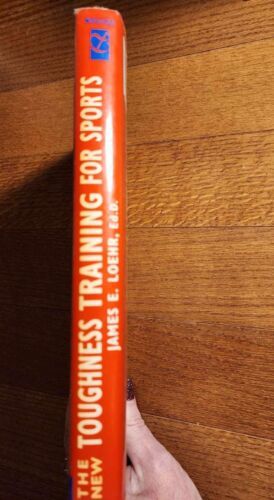 THE
NEW
TOUGHNESS TRAINING FOR SPORTS
JAMES E. LOEHR, Ed.D.